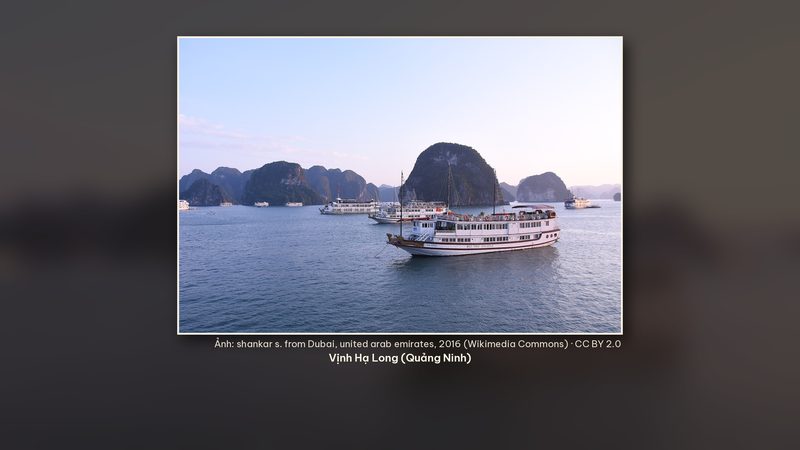 Ảnh: shankar s. from Dubai, united arab emirates, 2016 (Wikimedia Commons) · CC BY 2.0
Vịnh Hạ Long (Quảng Ninh)